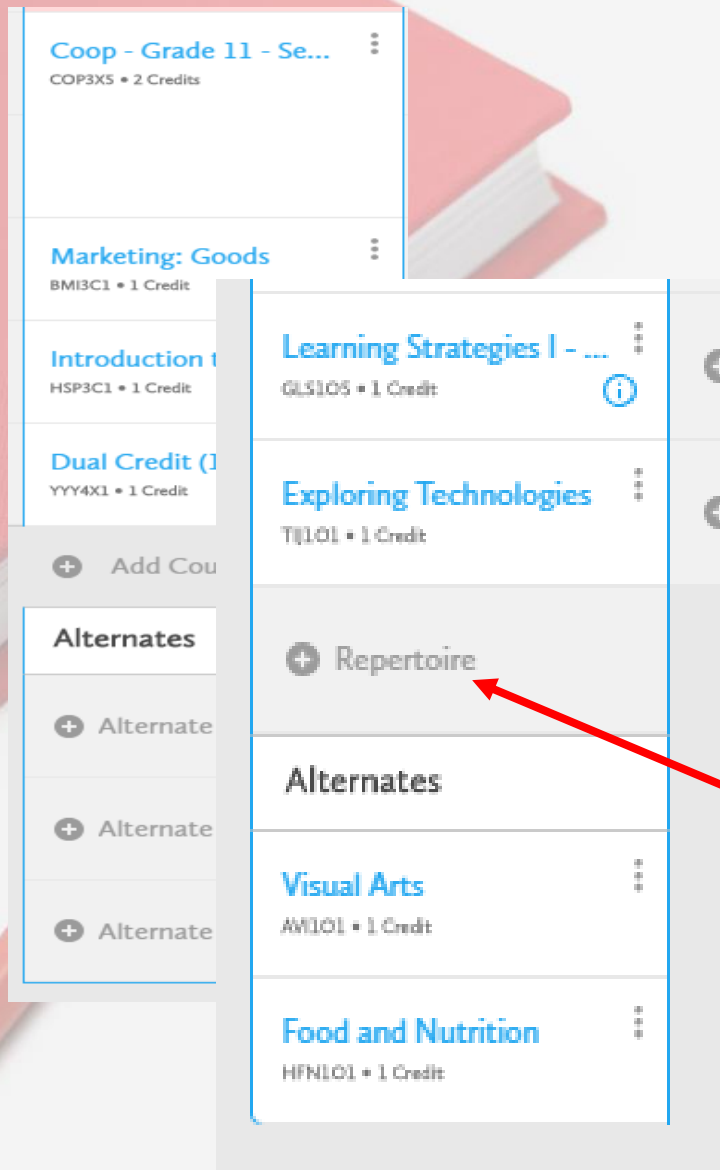 Coop - Grade 11 - Se...
COP3X5 • 2 Credits
Marketing: Goods
BMI3C1 • 1 Credit
Introduction t
HSP3C1 • 1 Credit
Dual Credit (I
YYY4X1 • 1 Credit
Add Cou
Alternates
Alternate
Alternate
Alternate
Learning Strategies I - ...
GLS1O5 • 1 Credit
Exploring Technologies
TIJ1O1 • 1 Credit
Repertoire
Alternates
Visual Arts
AVI1O1 • 1 Credit
Food and Nutrition
HFN1O1 • 1 Credit